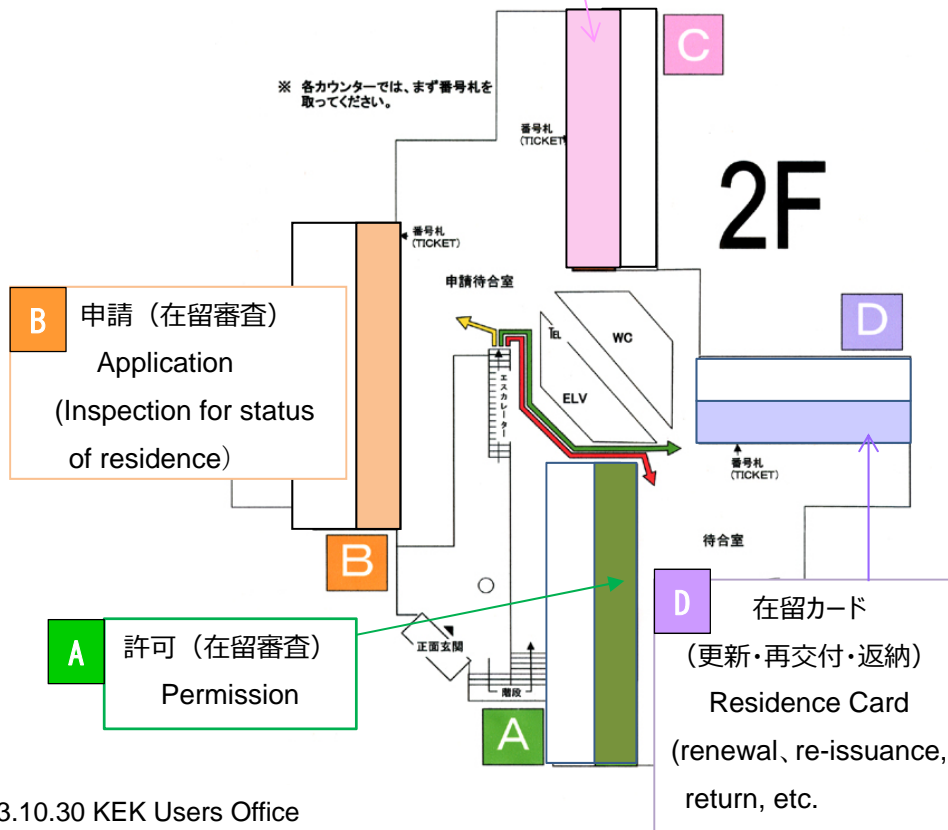 C
※ 各カウンターでは、まず番号札を
取ってください。
番号札
(TICKET)
2F
番号札
(TICKET)
申請待合室
B
申請（在留審査）
Application
(Inspection for status
of residence）
TEL
WC
D
エスカレーター
ELV
番号札
(TICKET)
待合室
B
A
許可（在留審査）
Permission
正面玄関
階段
A
D
在留カード
（更新・再交付・返納）
Residence Card
(renewal、re-issuance,
return, etc.
3.10.30 KEK Users Office